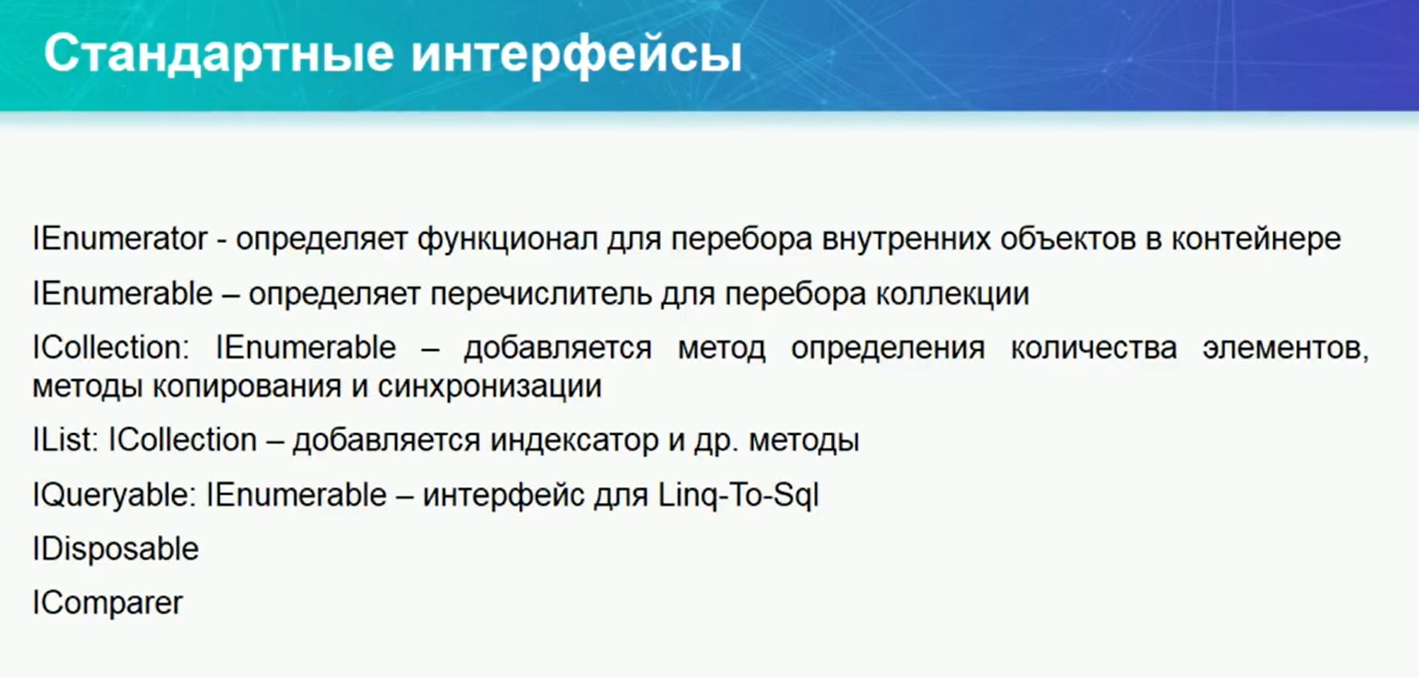 Стандартные интерфейсы
IEnumerator - определяет функционал для перебора внутренних объектов в контейнере
IEnumerable – определяет перечислитель для перебора коллекции
ICollection: IEnumerable – добавляется метод определения количества элементов,
методы копирования и синхронизации
IList: ICollection – добавляется индексатор и др. методы
IQueryable: IEnumerable – интерфейс для Linq-To-Sql
IDisposable
IComparer